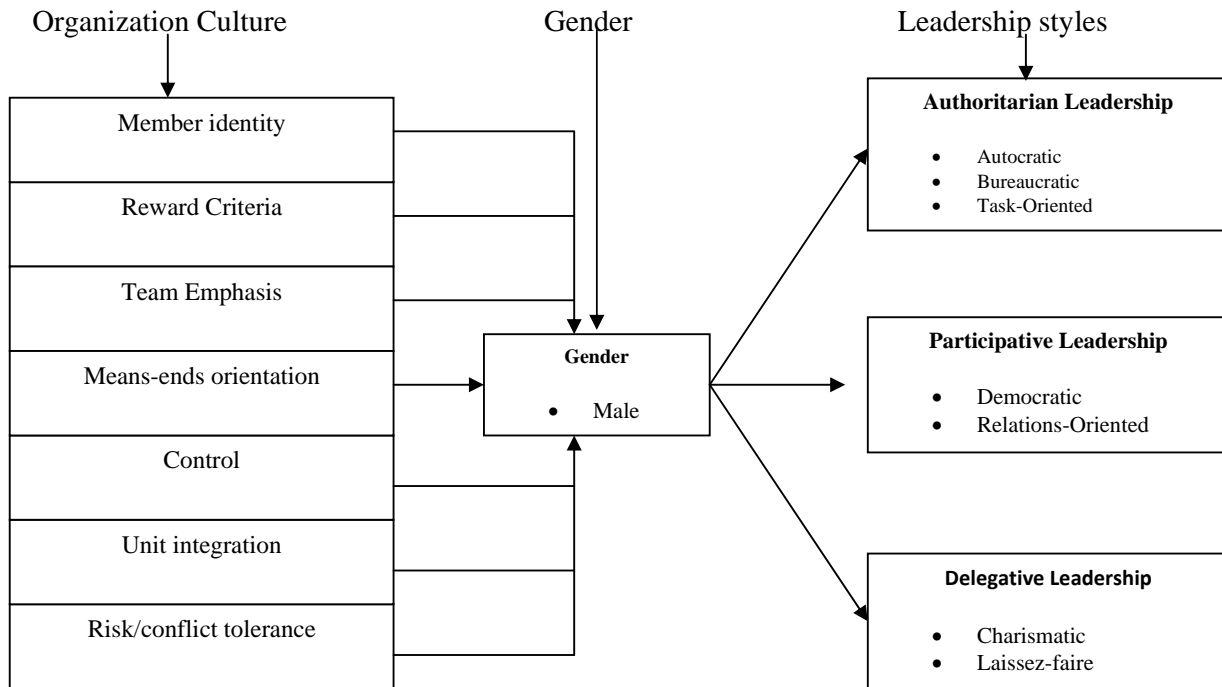 Organization Culture
Gender
Leadership styles
Member identity
Reward Criteria
Team Emphasis
Means-ends orientation
Control
Unit integration
Risk/conflict tolerance
Gender
• Male
Authoritarian Leadership
• Autocratic
• Bureaucratic
• Task-Oriented
Participative Leadership
• Democratic
• Relations-Oriented
Delegative Leadership
• Charismatic
• Laissez-faire